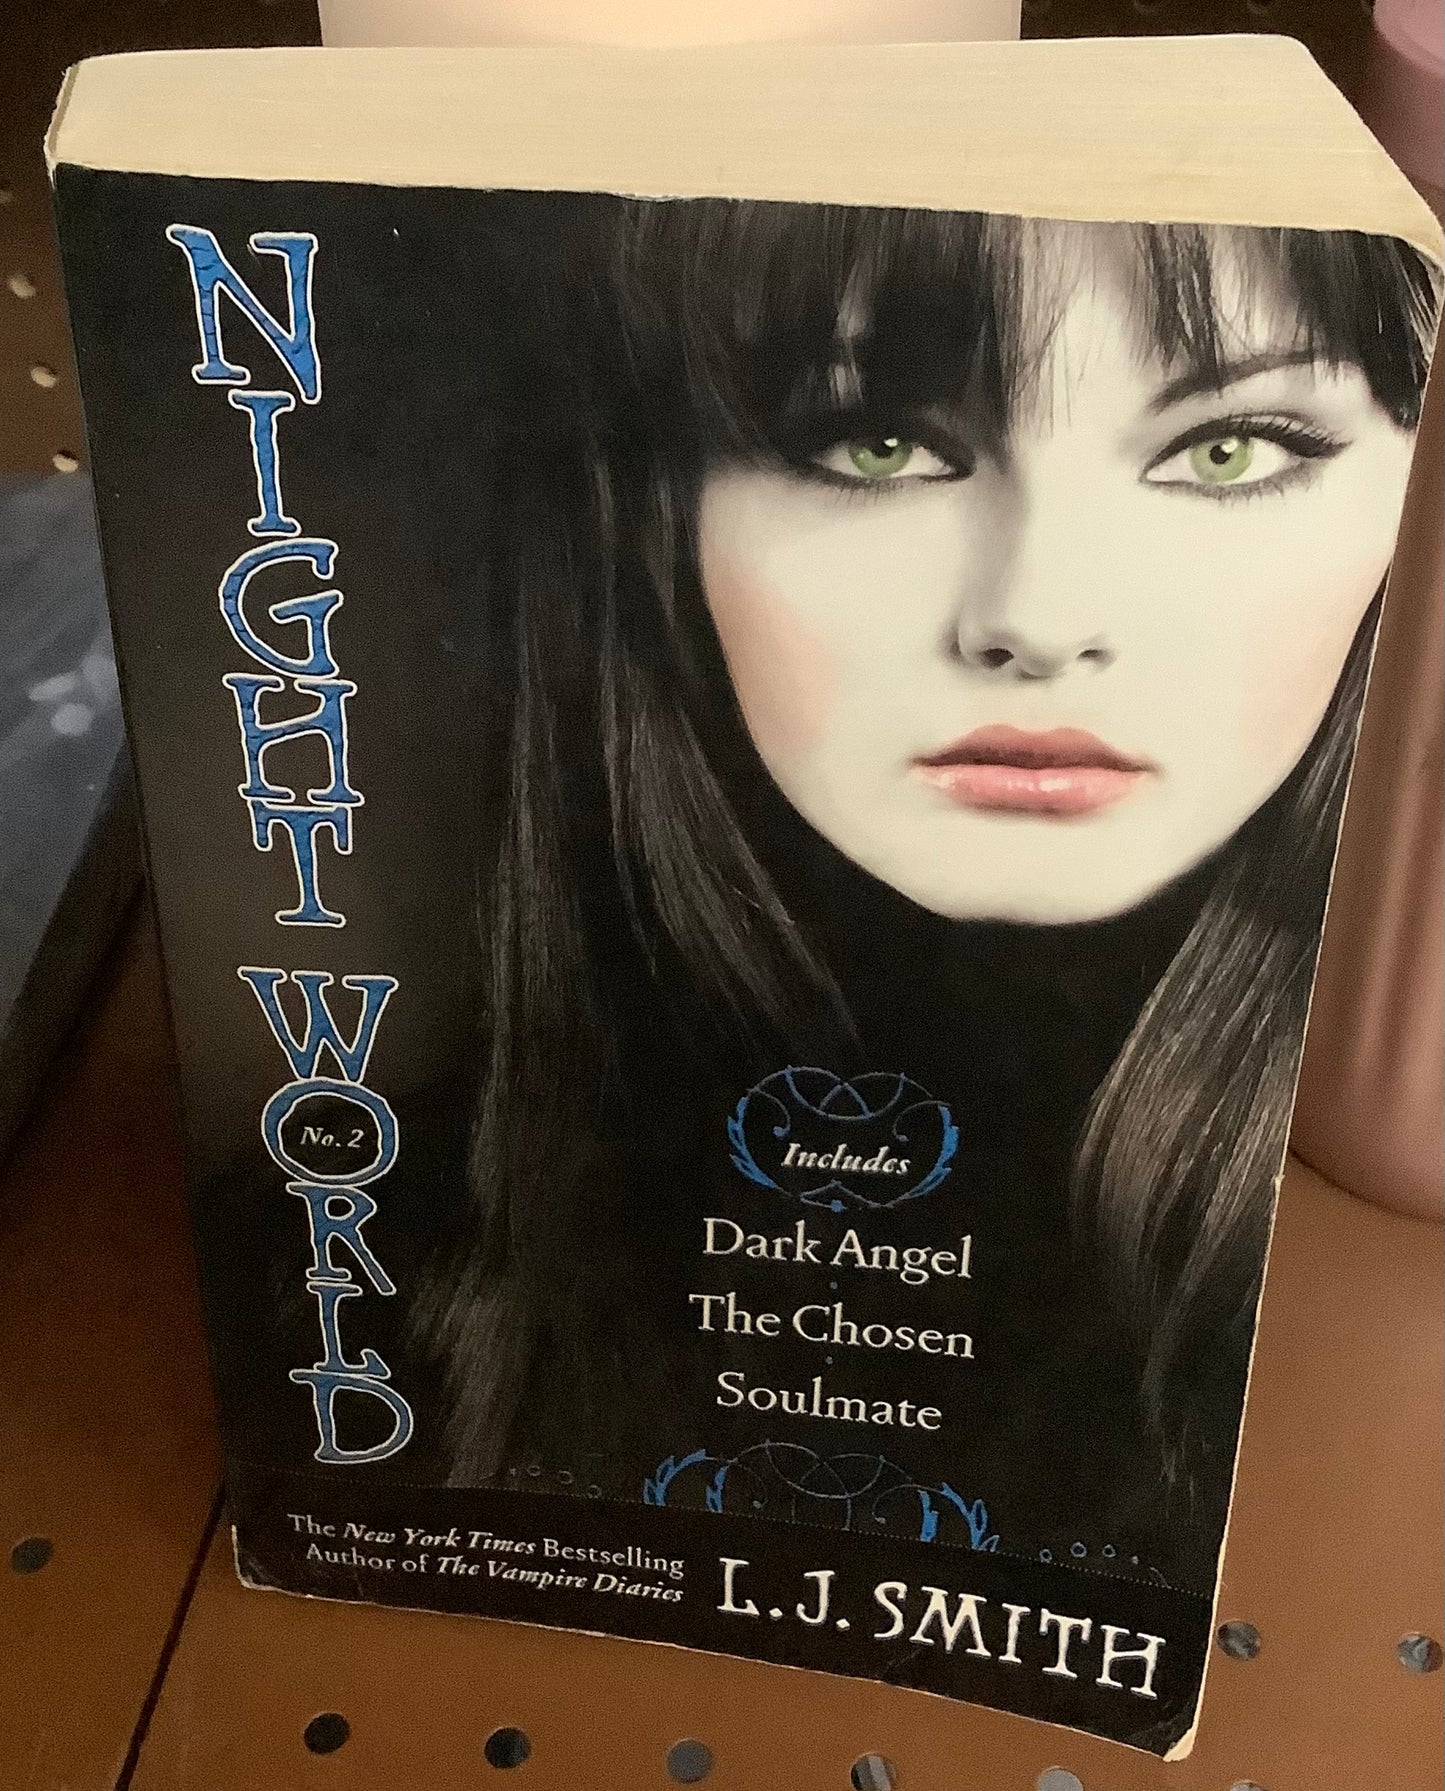 NIGHT WORLD
No. 2
Includes
Dark Angel
The Chosen
Soulmate
The New York Times Bestselling
Author of The Vampire Diaries
L.J. SMITH